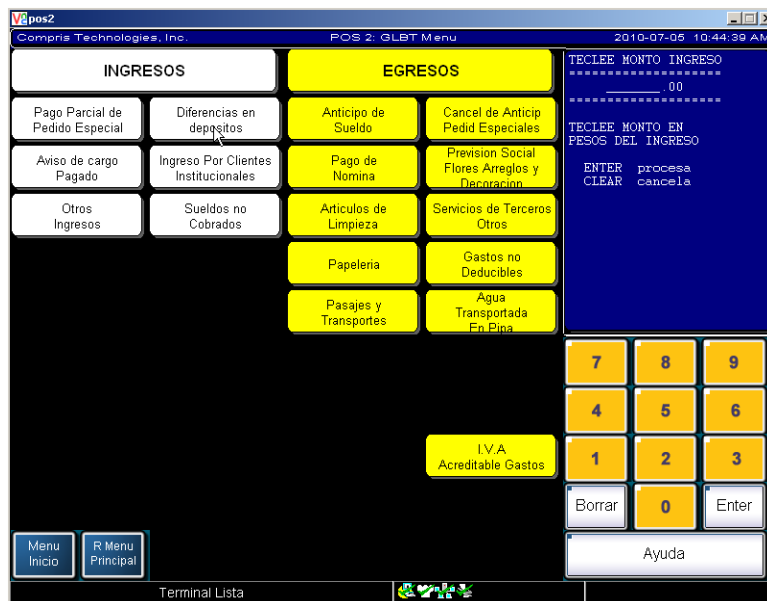 pos2
Compris Technologies, Inc.
POS 2: GLBT Menu
2010-07-05 10:44:39 AM
INGRESOS
EGRESOS
Pago Parcial de
Pedido Especial
Diferencias en
depositos
Anticipo de
Sueldo
Cancel de Anticip
Pedid Especiales
Aviso de cargo
Pagado
Ingreso Por Clientes
Institucionales
Pago de
Nomina
Prevision Social
Flores Arreglos y
Decoracion
Otros
Ingresos
Sueldos no
Cobrados
Articulos de
Limpieza
Servicios de Terceros
Otros
Papeleria
Gastos no
Deducibles
Pasajes y
Transportes
Agua
Transportada
En Pipa
I.V.A
Acreditable Gastos
TECLEE MONTO INGRESO
------------------
_______.00
------------------
TECLEE MONTO EN
PESOS DEL INGRESO
ENTER procesa
CLEAR cancela
7 8 9
4 5 6
1 2 3
Borrar 0 Enter
Ayuda
Menu
Inicio
R Menu
Principal
Terminal Lista